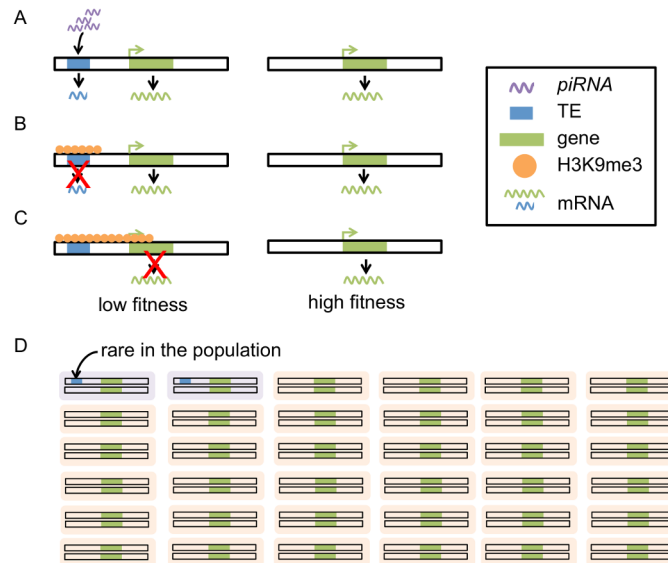 A
piRNA
TE
gene
H3K9me3
mRNA
B
C
low fitness
high fitness
D
rare in the population